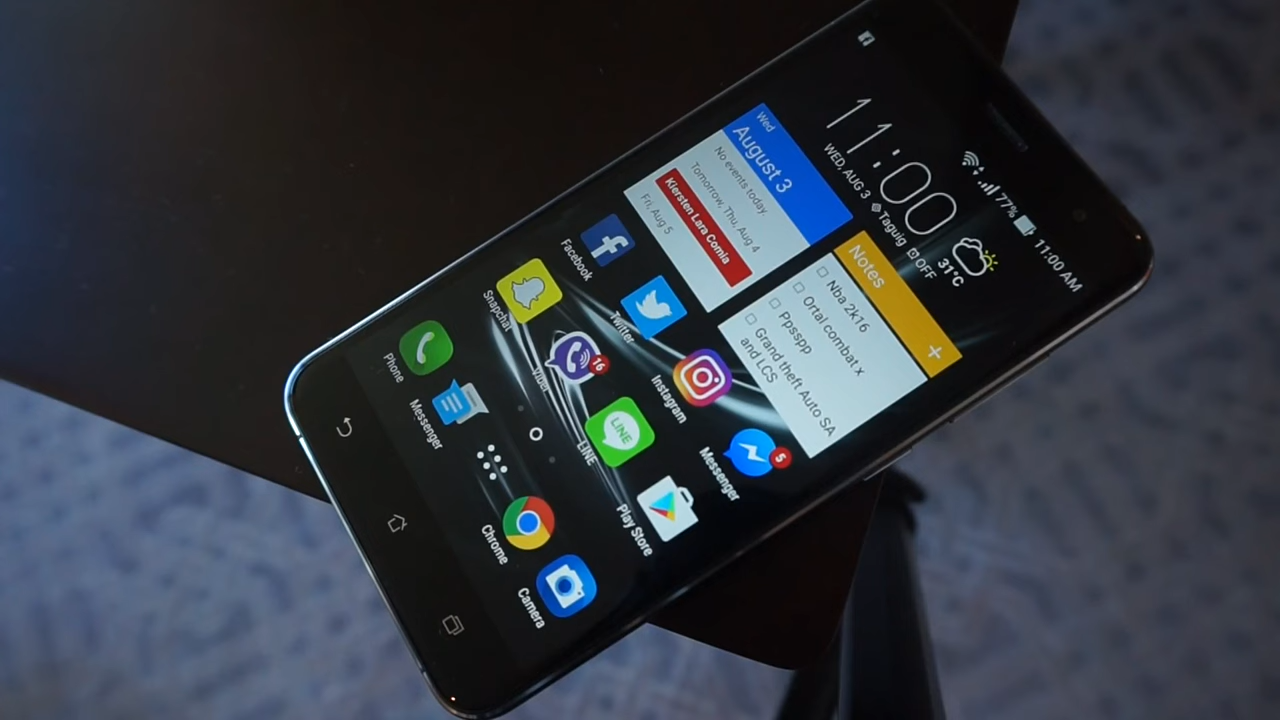 77% 11:00 AM
11:00
WED, AUG 3 Taguig OFF
31°C
Wed
August 3
No events today
Tomorrow, Thu, Aug 4
Kiersten Lara Comia
Fri, Aug 5
Notes +
Nba 2k16
Ortal combat x
Ppsspp
Grand theft Auto SA
and LCS
Facebook
Twitter
Instagram
Messenger
5
Snapchat
Viber
16
LINE
LINE
Play Store
Phone
Messenger
Chrome
Camera